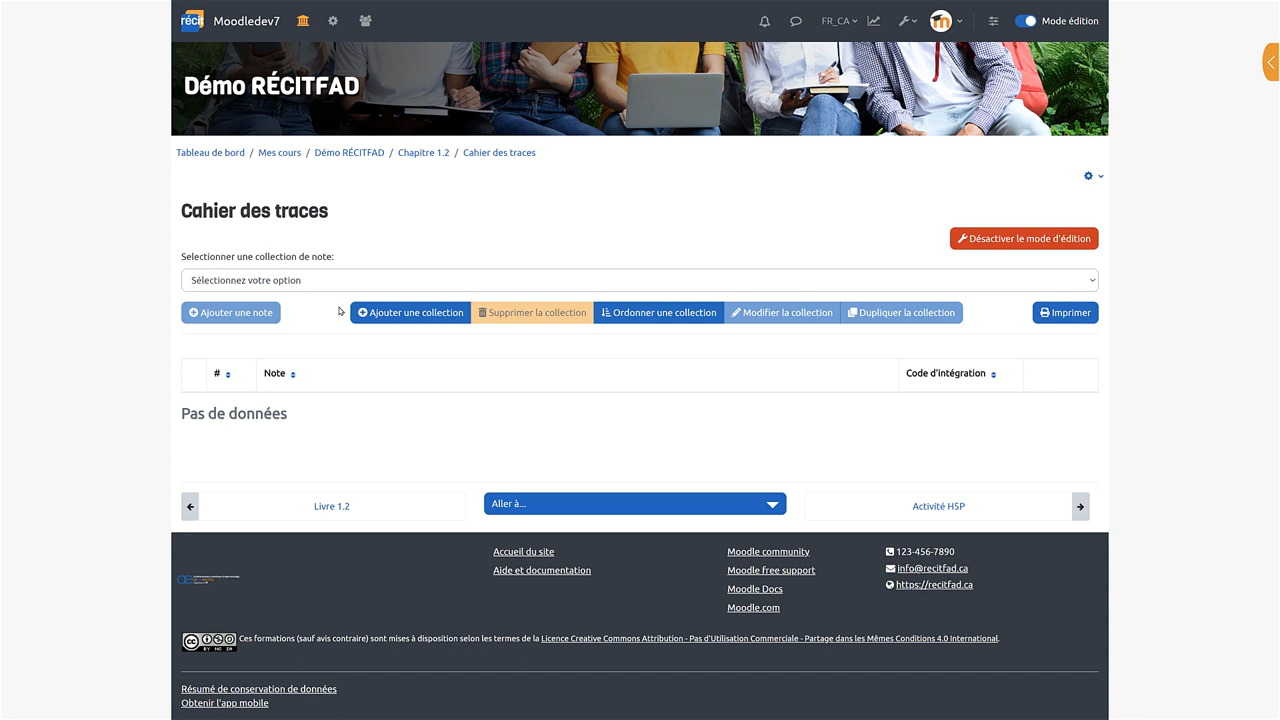 récit Moodledev7 FR_CA Mode édition
Démo RÉCITFAD
Tableau de bord / Mes cours / Démo RÉCITFAD / Chapitre 1.2 / Cahier des traces
Cahier des traces
Désactiver le mode d'édition
Selectionner une collection de note:
Sélectionnez votre option
Ajouter une note Ajouter une collection Supprimer la collection Ordonner une collection Modifier la collection Dupliquer la collection Imprimer
# Note Code d'intégration
Pas de données
Livre 1.2 Aller à... Activité H5P
Accueil du site Moodle community 123-456-7890
Aide et documentation Moodle free support info@recitfad.ca
Moodle Docs https://recitfad.ca
Moodle.com
Ces formations (sauf avis contraire) sont mises à disposition selon les termes de la Licence Creative Commons Attribution - Pas d'Utilisation Commerciale - Partage dans les Mêmes Conditions 4.0 International.
BY NC SA
Résumé de conservation de données
Obtenir l'app mobile